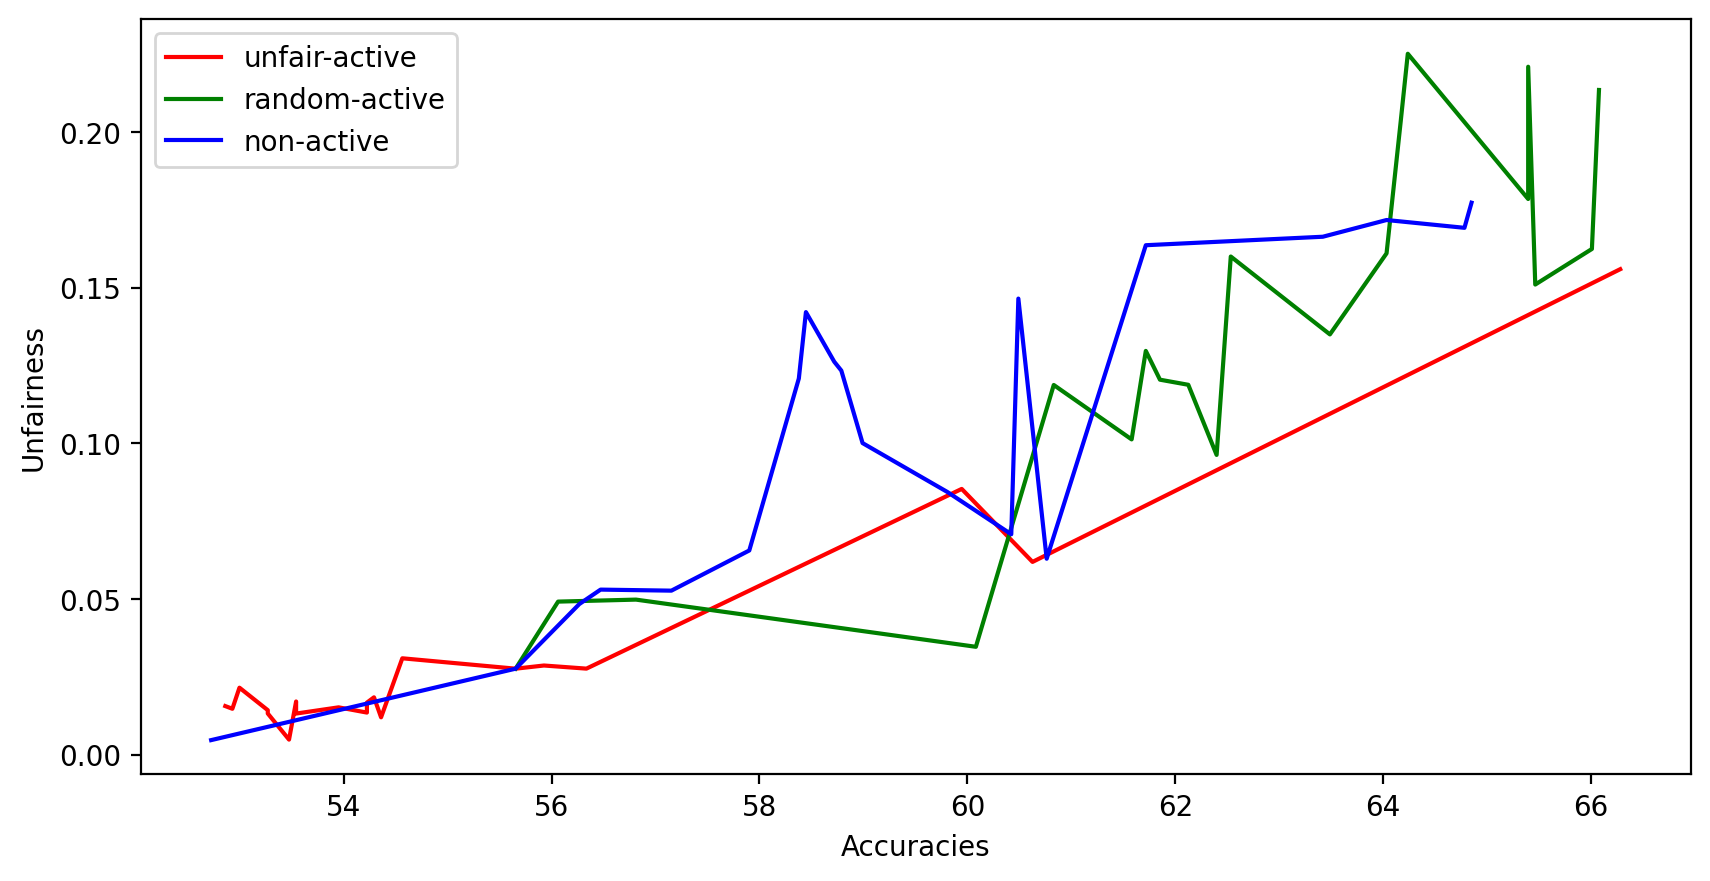 unfair-active
random-active
non-active
Unfairness
0.20
0.15
0.10
0.05
0.00
54 56 58 60 62 64 66
Accuracies